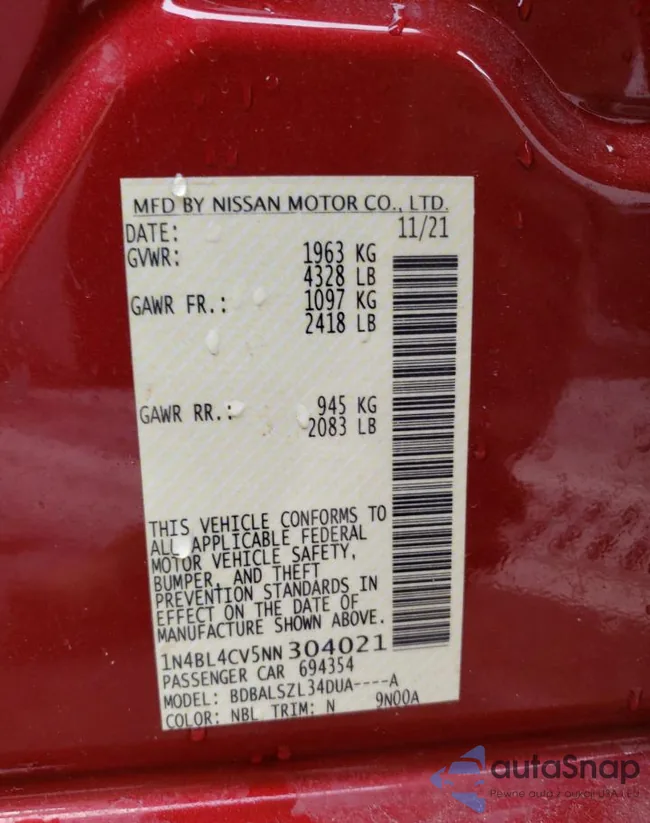 MFD BY NISSAN MOTOR CO., LTD.
DATE: 11/21
GVWR: 1963 KG
4328 LB
GAWR FR.: 1097 KG
2418 LB
GAWR RR.: 945 KG
2083 LB
THIS VEHICLE CONFORMS TO
ALL APPLICABLE FEDERAL
MOTOR VEHICLE SAFETY,
BUMPER, AND THEFT
PREVENTION STANDARDS IN
EFFECT ON THE DATE OF
MANUFACTURE SHOWN ABOVE.
1N4BL4CV5NN304021
PASSENGER CAR 694354
MODEL: BDBALSZL34DUA----A
COLOR: NBL TRIM: N 9N00A
autoSnap
Pewne auta z